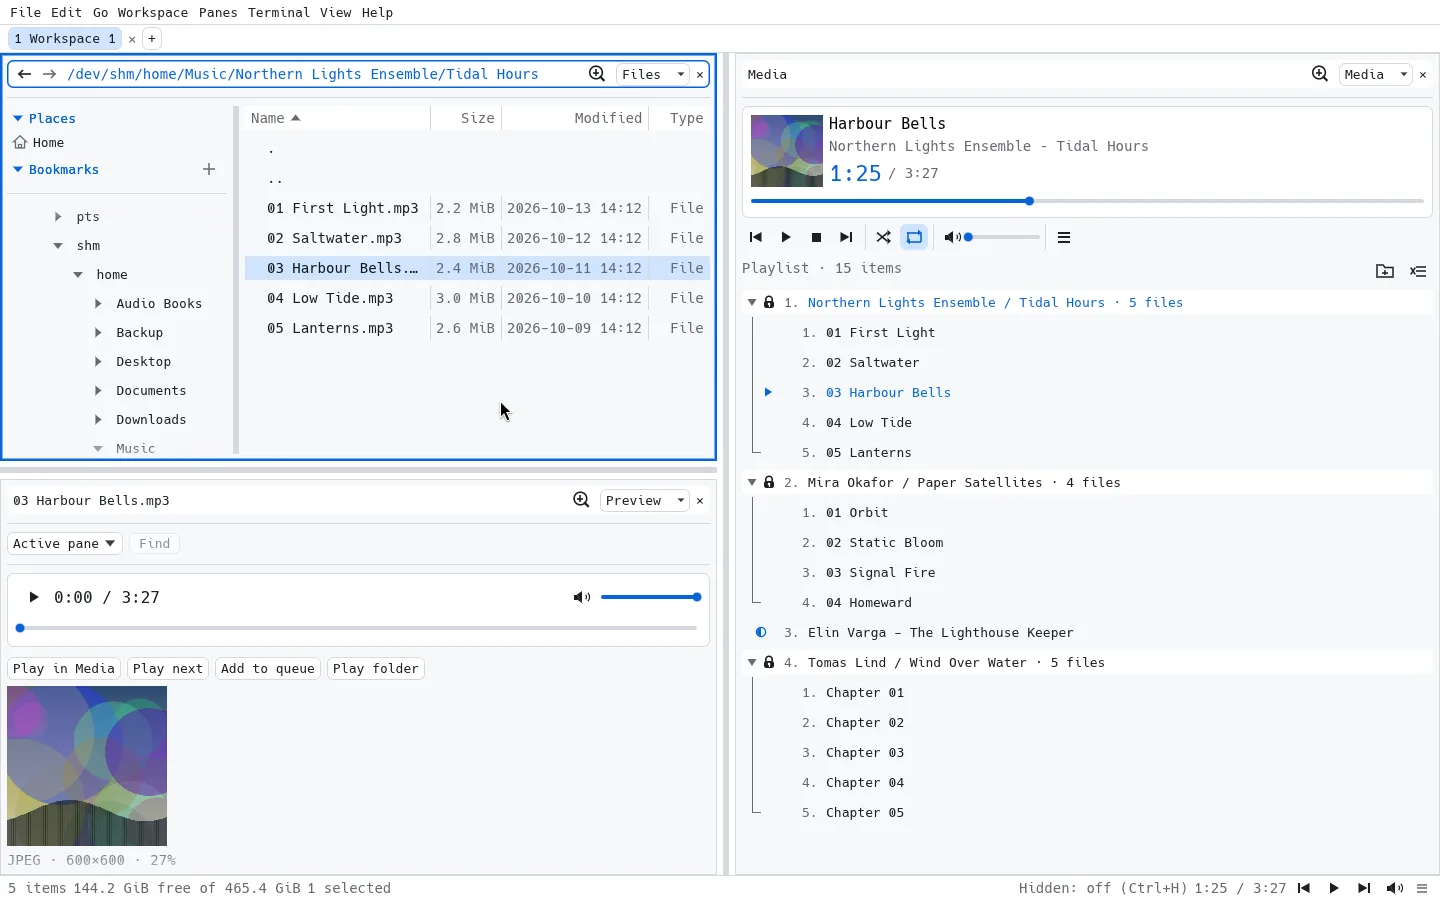 File Edit Go Workspace Panes Terminal View Help
1 Workspace 1 × +
/dev/shm/home/Music/Northern Lights Ensemble/Tidal Hours Files ×
Places
Home
Bookmarks +
pts
shm
home
Audio Books
Backup
Desktop
Documents
Downloads
Music
Name Size Modified Type
.
..
01 First Light.mp3 2.2 MiB 2026-10-13 14:12 File
02 Saltwater.mp3 2.8 MiB 2026-10-12 14:12 File
03 Harbour Bells.… 2.4 MiB 2026-10-11 14:12 File
04 Low Tide.mp3 3.0 MiB 2026-10-10 14:12 File
05 Lanterns.mp3 2.6 MiB 2026-10-09 14:12 File
03 Harbour Bells.mp3 Preview ×
Active pane Find
0:00 / 3:27
Play in Media Play next Add to queue Play folder
JPEG · 600×600 · 27%
Media Media ×
Harbour Bells
Northern Lights Ensemble - Tidal Hours
1:25 / 3:27
Playlist · 15 items
1. Northern Lights Ensemble / Tidal Hours · 5 files
1. 01 First Light
2. 02 Saltwater
3. 03 Harbour Bells
4. 04 Low Tide
5. 05 Lanterns
2. Mira Okafor / Paper Satellites · 4 files
1. 01 Orbit
2. 02 Static Bloom
3. 03 Signal Fire
4. 04 Homeward
3. Elin Varga – The Lighthouse Keeper
4. Tomas Lind / Wind Over Water · 5 files
1. Chapter 01
2. Chapter 02
3. Chapter 03
4. Chapter 04
5. Chapter 05
5 items 144.2 GiB free of 465.4 GiB 1 selected Hidden: off (Ctrl+H) 1:25 / 3:27